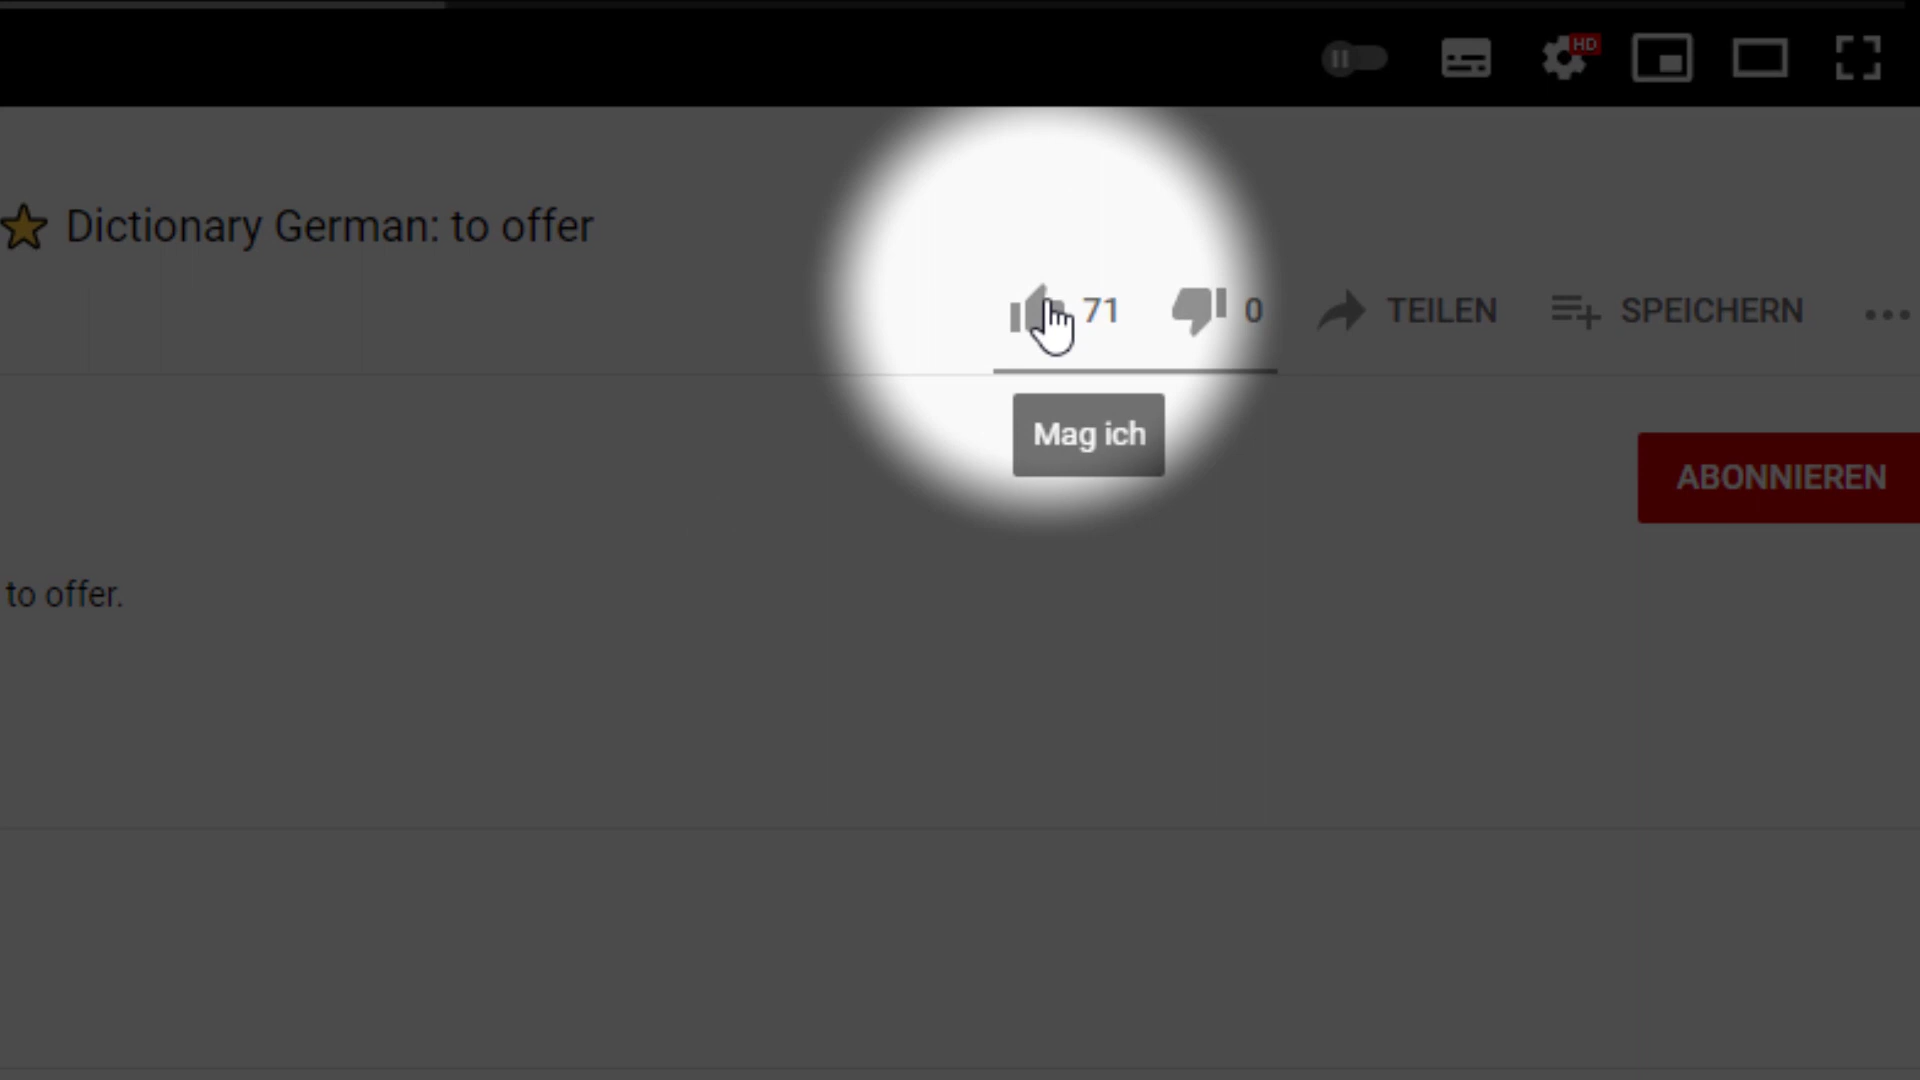 HD
Dictionary German: to offer
71 0 TEILEN SPEICHERN
Mag ich
ABONNIEREN
to offer.